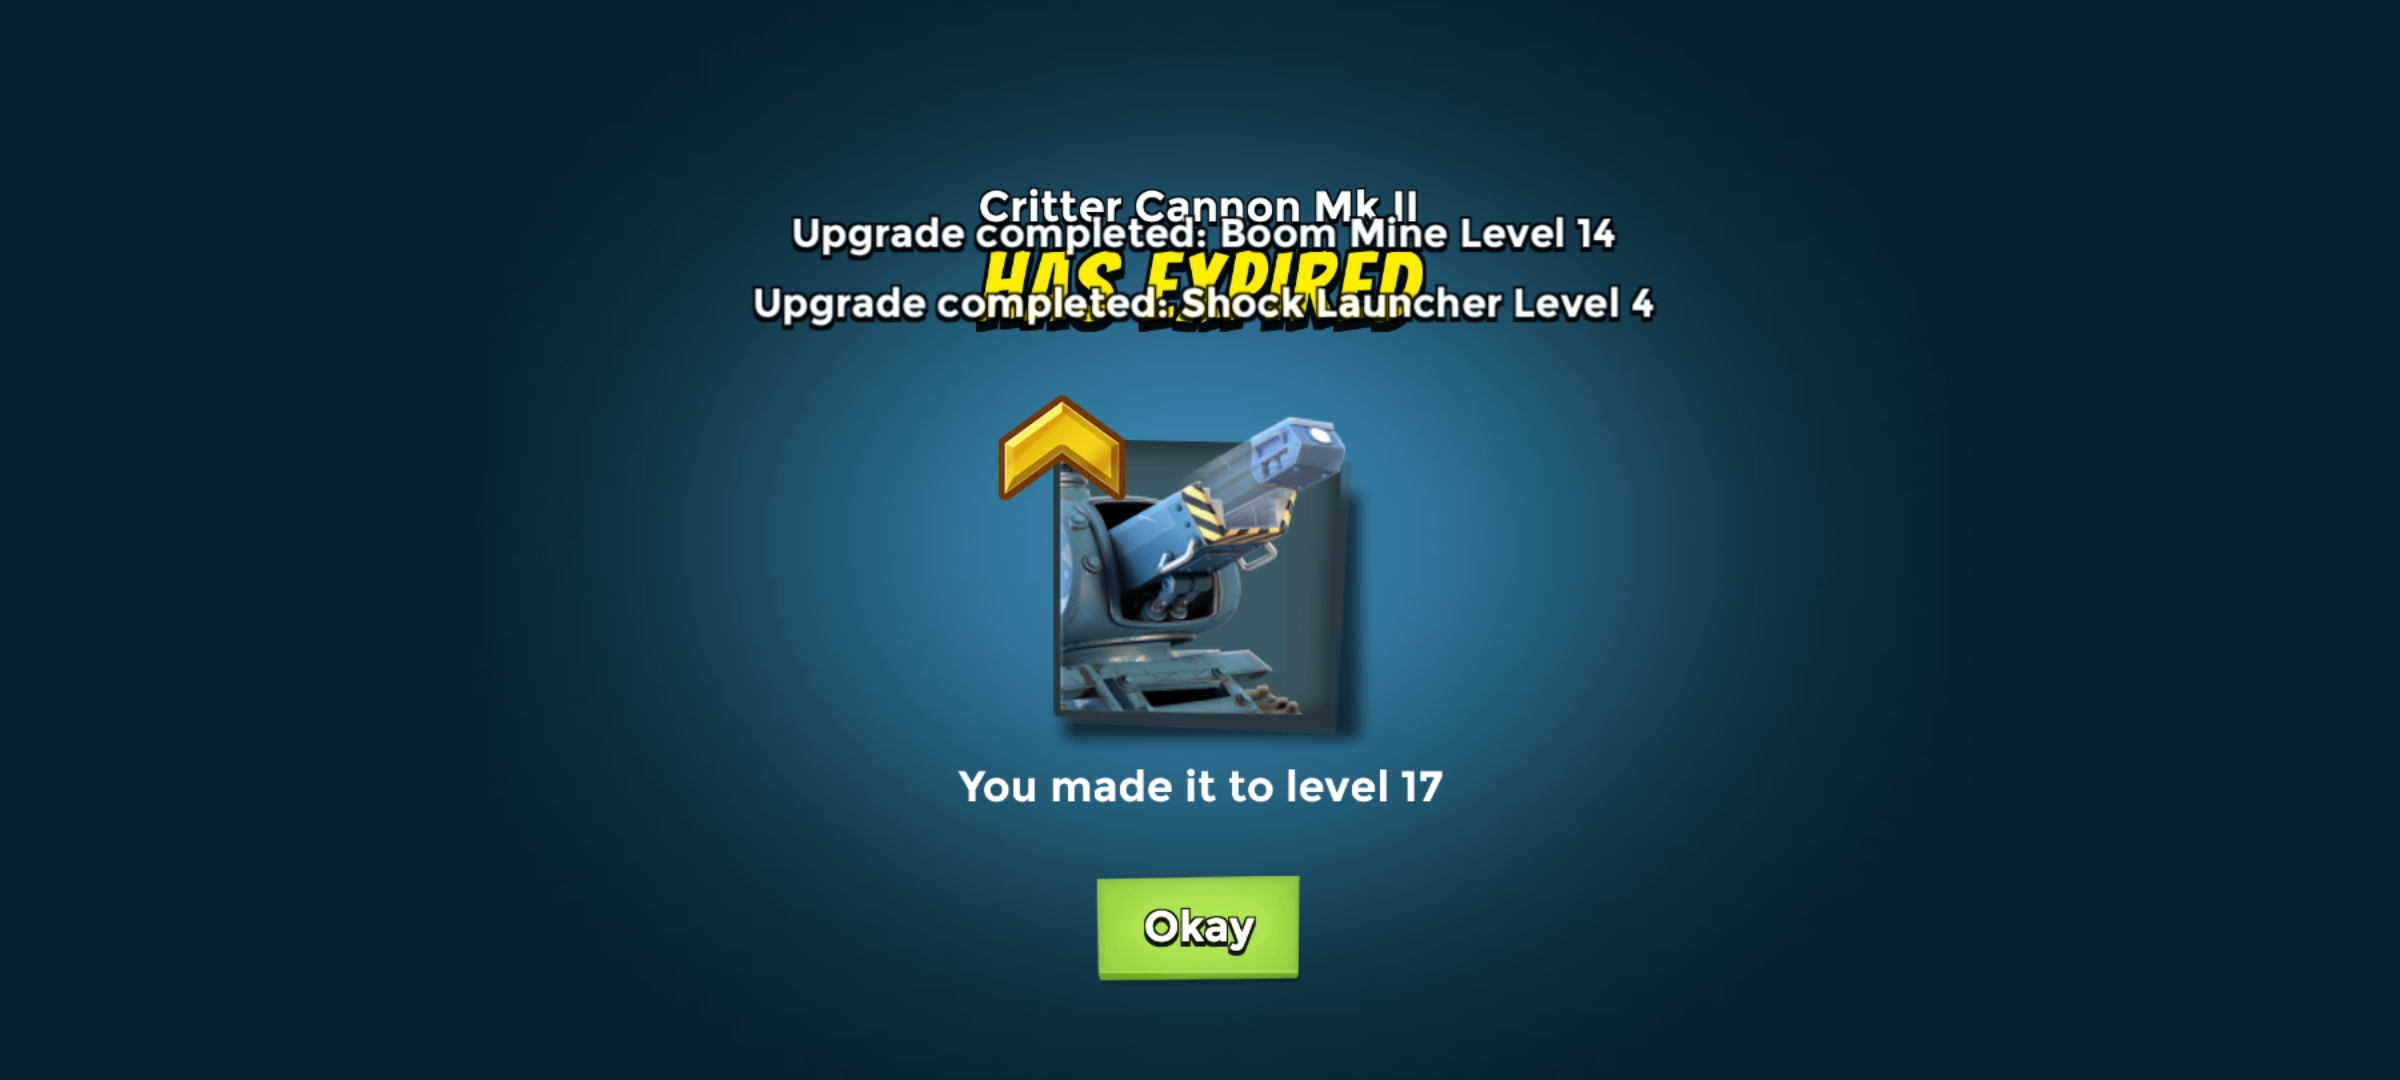 Critter Cannon Mk II
Upgrade completed: Boom Mine Level 14
HAS EXPIRED
Upgrade completed: Shock Launcher Level 4
You made it to level 17
Okay